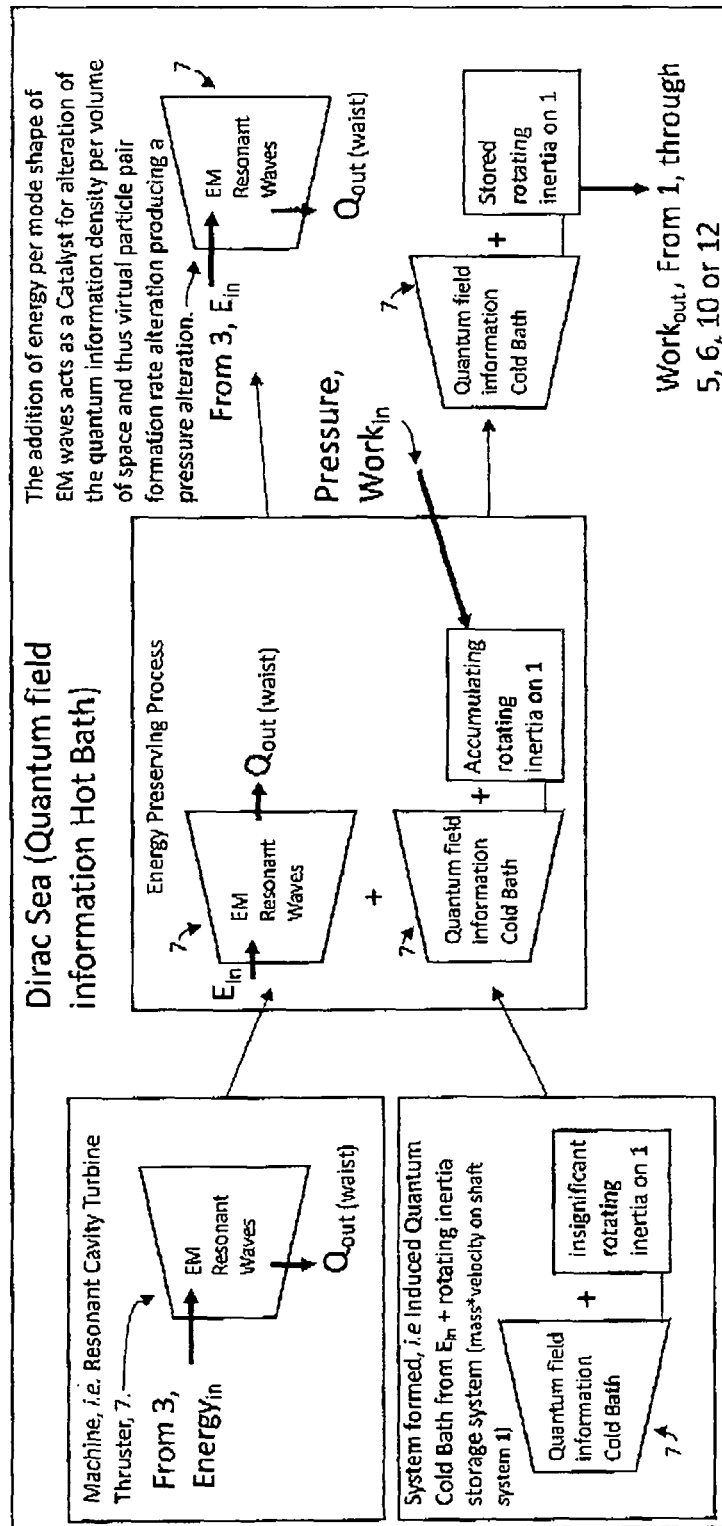 Dirac Sea (Quantum field
information Hot Bath)
Machine, i.e. Resonant Cavity Turbine
Thruster, 7.
From 3,
Energyin
EM
Resonant
Waves
Qout (waist)
System formed, i.e Induced Quantum
Cold Bath from Ein + rotating inertia
storage system (mass*velocity on shaft
system 1)
Quantum field
information
Cold Bath
7
+
Insignificant
rotating
inertia on 1
Energy Preserving Process
7
Ein
EM
Resonant
Waves
Qout (waist)
+
7
Quantum field
information
Cold Bath
+
Accumulating
rotating
inertia on 1
Pressure,
Workin
The addition of energy per mode shape of
EM waves acts as a Catalyst for alteration of
the quantum information density per volume
of space and thus virtual particle pair
formation rate alteration producing a
pressure alteration.
From 3, Ein
EM
Resonant
Waves
7
Qout (waist)
7
Quantum field
information
Cold Bath
+
Stored
rotating
inertia on 1
Workout, From 1, through
5, 6, 10 or 12